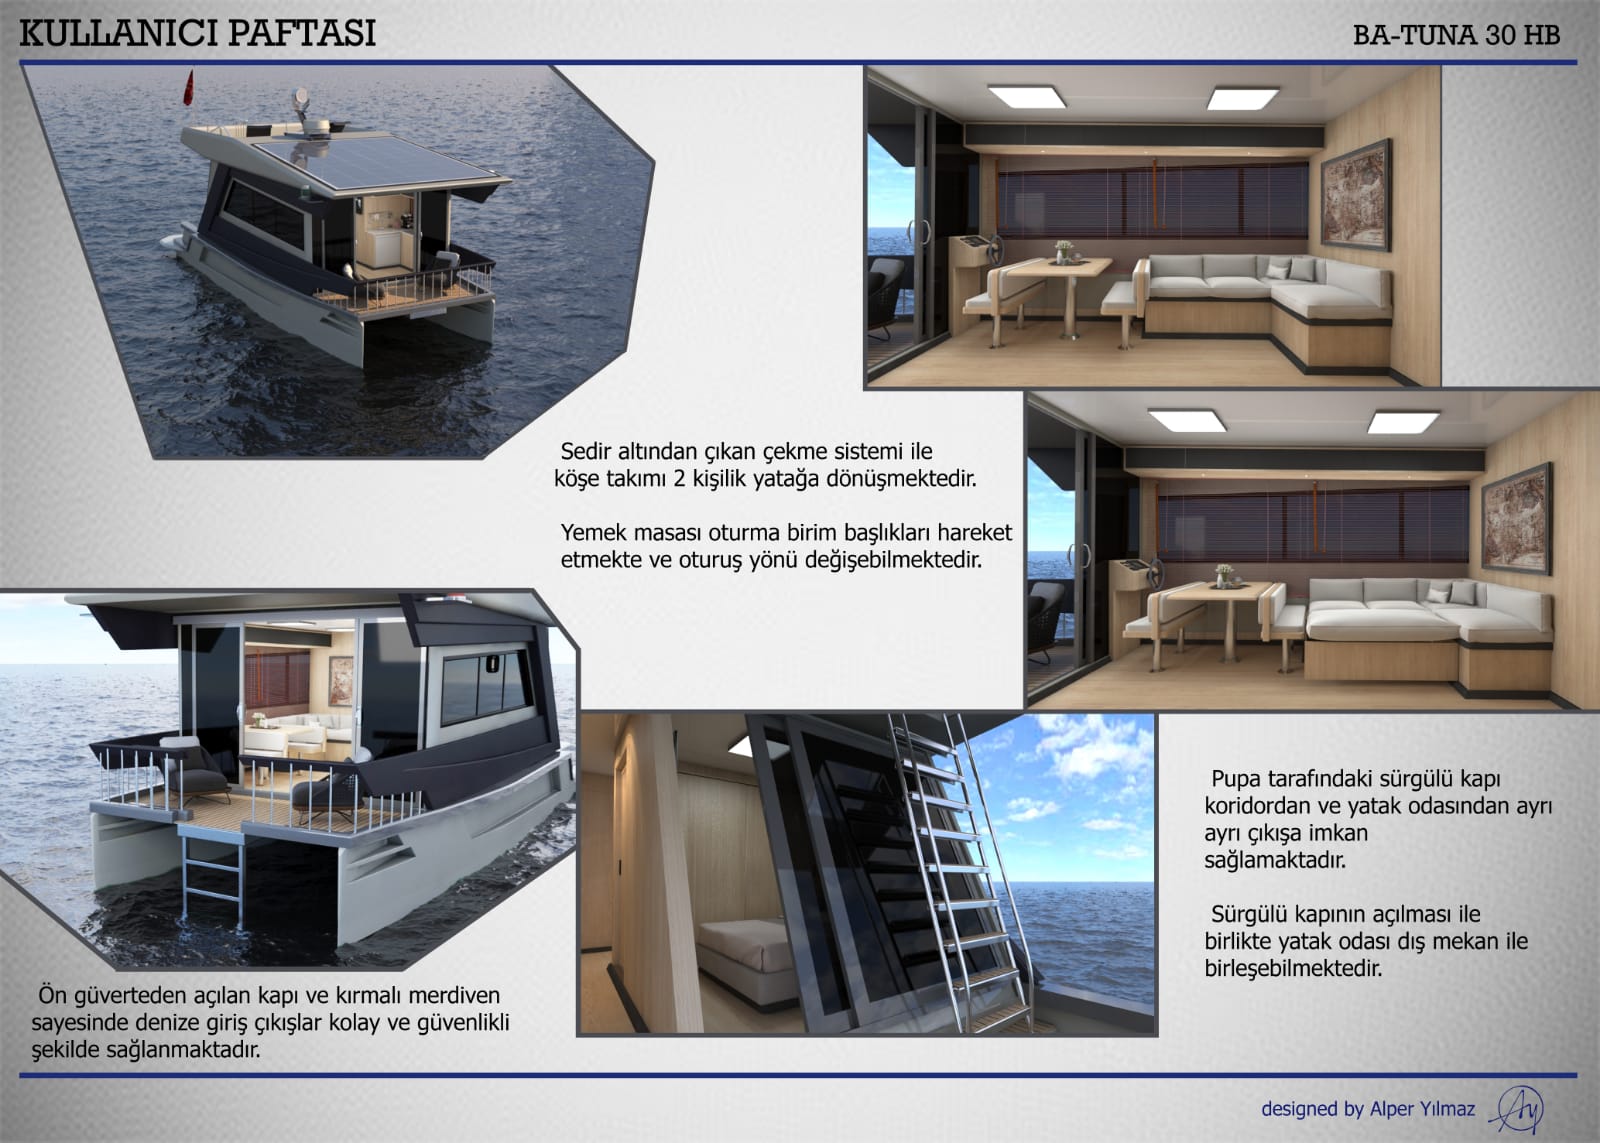 KULLANICI PAFTASI
BA-TUNA 30 HB
Sedir altından çıkan çekme sistemi ile
köşe takımı 2 kişilik yatağa dönüşmektedir.
Yemek masası oturma birim başlıkları hareket
etmekte ve oturuş yönü değişebilmektedir.
Pupa tarafındaki sürgülü kapı
koridordan ve yatak odasından ayrı
ayrı çıkışa imkan
sağlamaktadır.
Sürgülü kapının açılması ile
birlikte yatak odası dış mekan ile
birleşebilmektedir.
Ön güverteden açılan kapı ve kırmalı merdiven
sayesinde denize giriş çıkışlar kolay ve güvenlikli
şekilde sağlanmaktadır.
designed by Alper Yılmaz
Ay